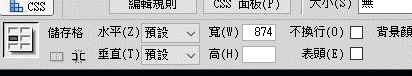 CSS 編輯規則 CSS 面板(P) 大小(S) 無
儲存格 水平(Z) 預設 寬(W) 874 不換行(O) 背景顏
垂直(T) 預設 高(H) 表頭(E)